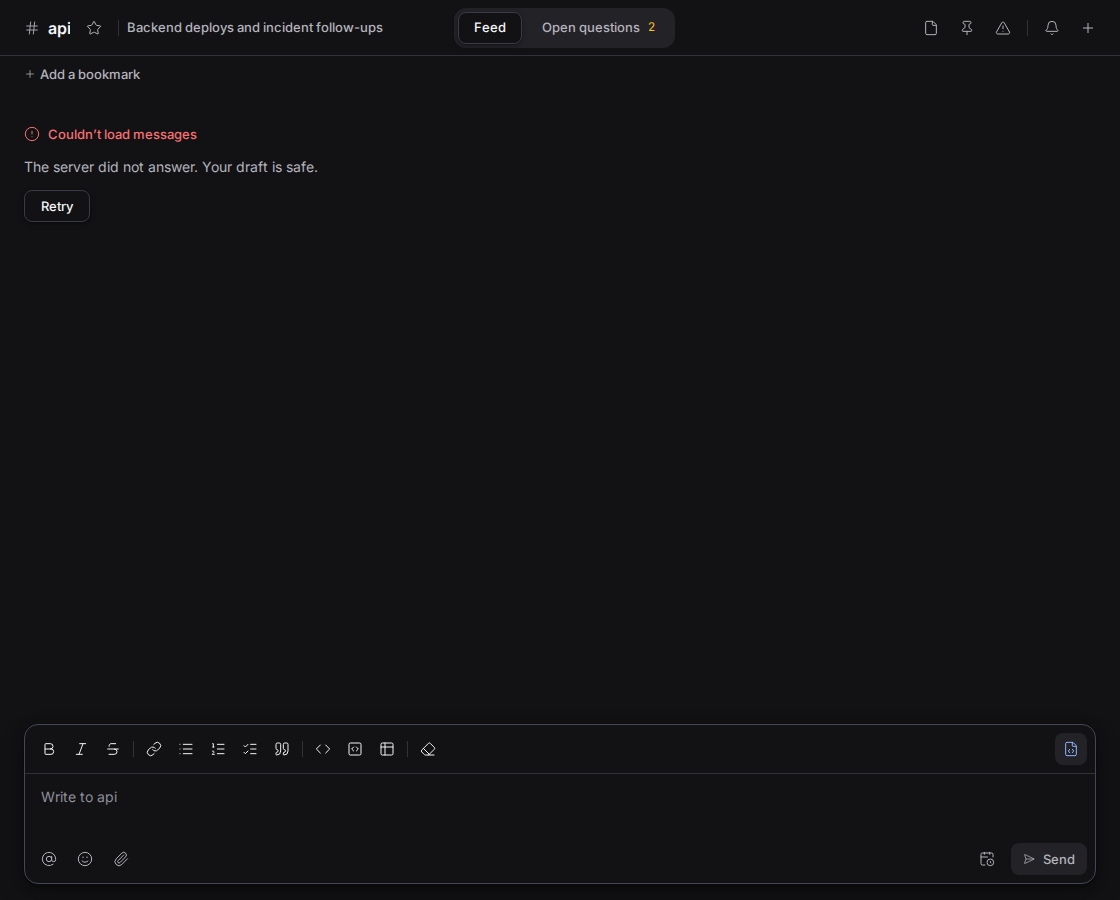 api
Backend deploys and incident follow-ups
Feed
Open questions 2
Add a bookmark
Couldn’t load messages
The server did not answer. Your draft is safe.
Retry
Write to api
Send